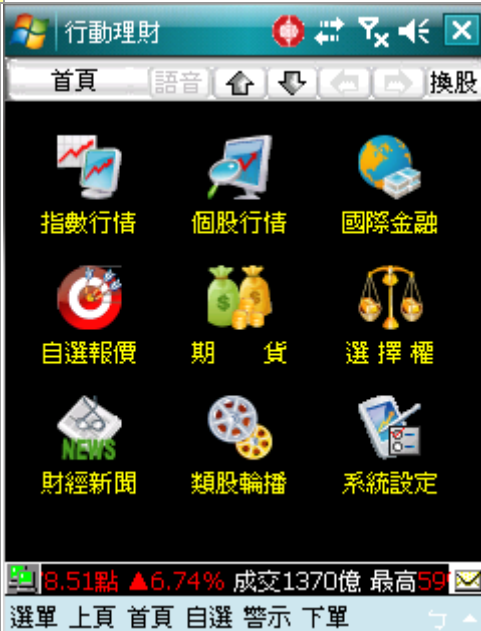 行動理財
首頁 語音 換股
指數行情 個股行情 國際金融
自選報價 期 貨 選擇權
NEWS
財經新聞 類股輪播 系統設定
8.51點 ▲6.74% 成交1370億 最高59
選單 上頁 首頁 自選 警示 下單 ㄅ